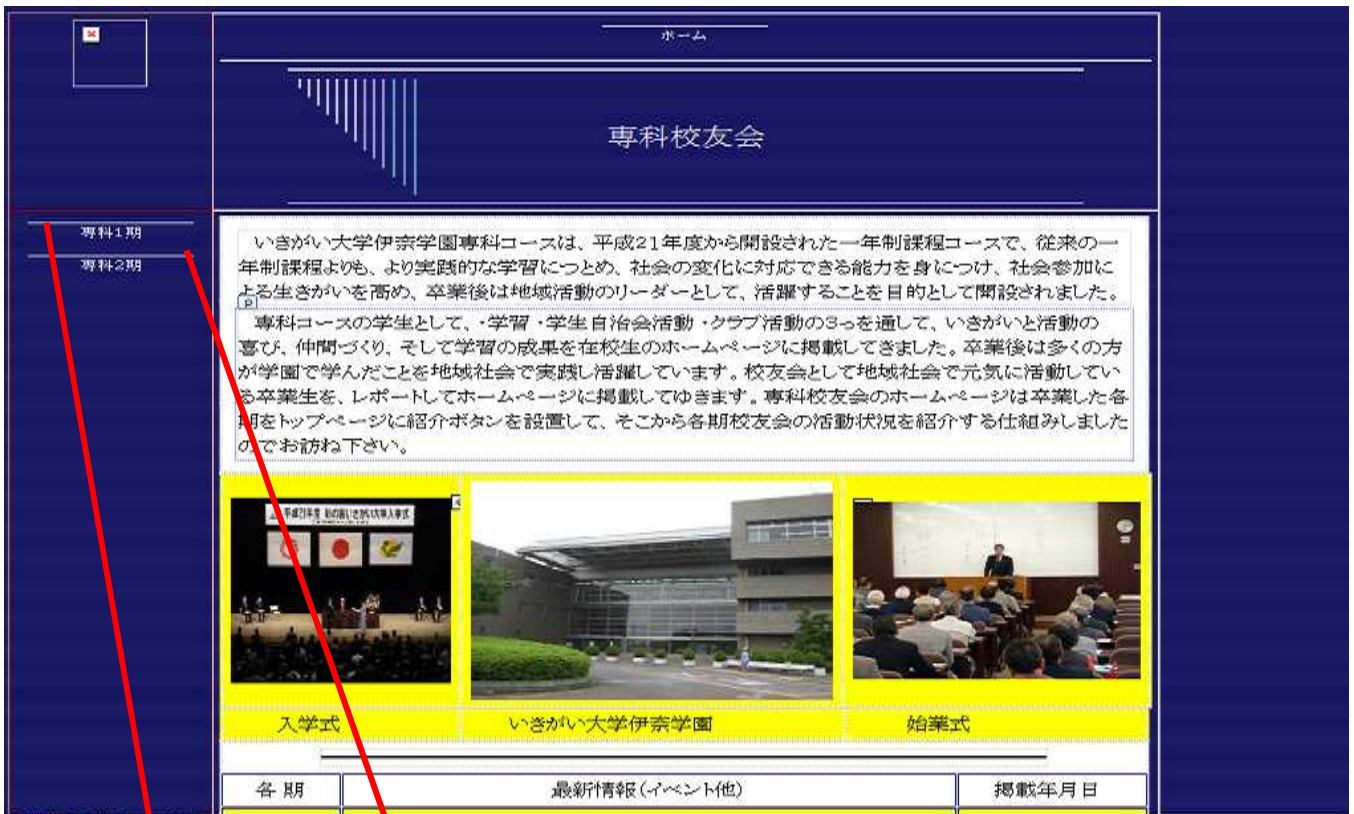 ホーム
専科校友会
専科1期
専科2期
いきがい大学伊奈学園専科コースは、平成21年度から開設された一年制課程コースで、従来の一
年制課程よりも、より実践的な学習につとめ、社会の変化に対応できる能力を身につけ、社会参加に
よる生きがいを高め、卒業後は地域活動のリーダーとして、活躍することを目的として開設されました。
専科コースの学生として、・学習・学生自治会活動・クラブ活動の3っを通して、いきがいと活動の
喜び、仲間づくり、そして学習の成果を在校生のホームページに掲載してきました。卒業後は多くの方
が学園で学んだことを地域社会で実践し活躍しています。校友会として地域社会で元気に活動してい
る卒業生を、レポートしてホームページに掲載してゆきます。専科校友会のホームページは卒業した各
期をトップページに紹介ボタンを設置して、そこから各期校友会の活動状況を紹介する仕組みしました
のでお訪ね下さい。
入学式 いきがい大学伊奈学園 始業式
各期 最新情報(イベント他) 掲載年月日